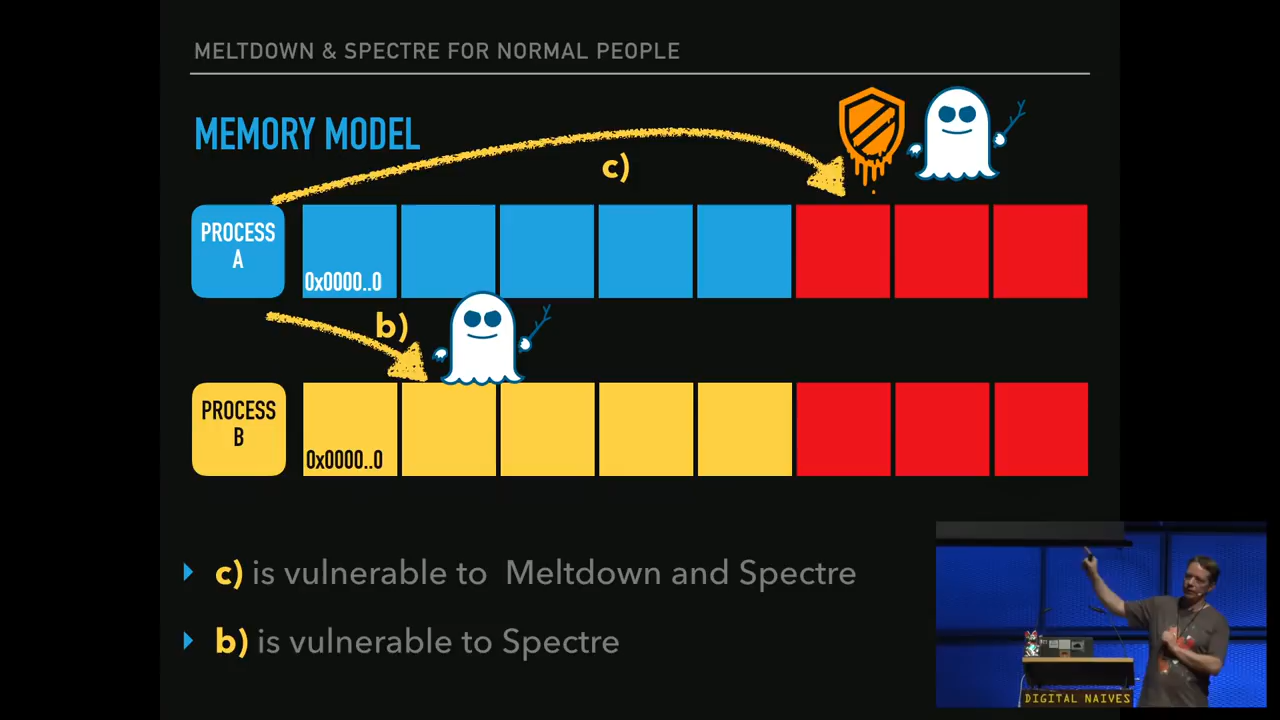 MELTDOWN & SPECTRE FOR NORMAL PEOPLE
MEMORY MODEL
c)
PROCESS
A
0x0000..0
b)
PROCESS
B
0x0000..0
c) is vulnerable to Meltdown and Spectre
b) is vulnerable to Spectre
DIGITAL NAIVES